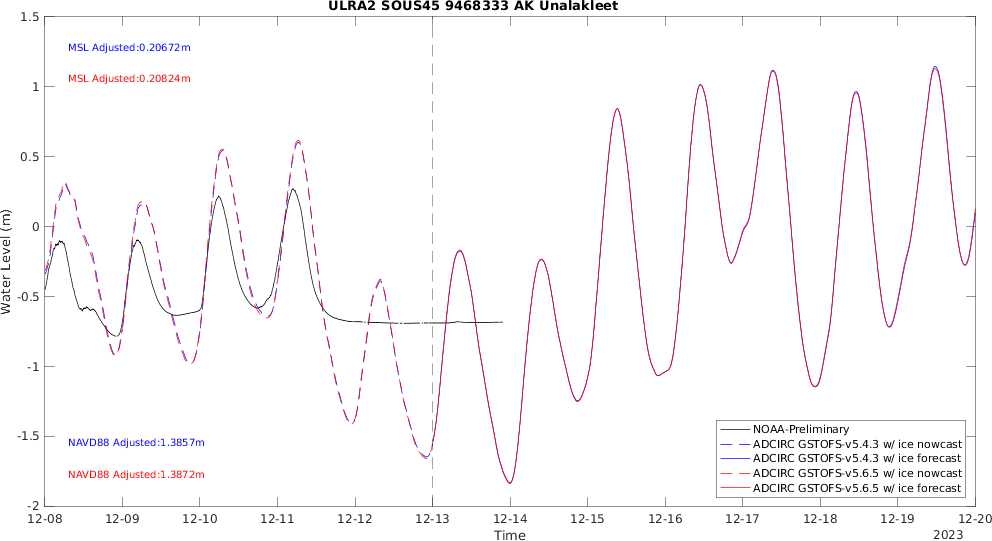 ULRA2 SOUS45 9468333 AK Unalakleet
MSL Adjusted:0.20672m
MSL Adjusted:0.20824m
NAVD88 Adjusted:1.3857m
NAVD88 Adjusted:1.3872m
Water Level (m)
1.5
1
0.5
0
-0.5
-1
-1.5
-2
NOAA-Preliminary
ADCIRC GSTOFS-v5.4.3 w/ ice nowcast
ADCIRC GSTOFS-v5.4.3 w/ ice forecast
ADCIRC GSTOFS-v5.6.5 w/ ice nowcast
ADCIRC GSTOFS-v5.6.5 w/ ice forecast
12-08 12-09 12-10 12-11 12-12 12-13 12-14 12-15 12-16 12-17 12-18 12-19 12-20
Time
2023